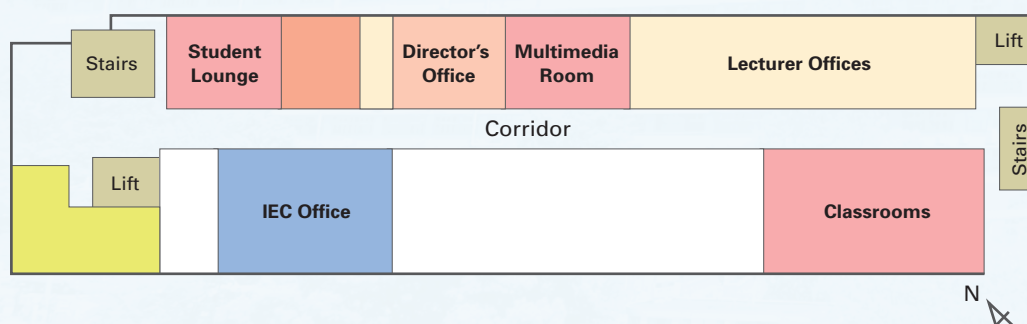 Stairs
Student
Lounge
Director's
Office
Multimedia
Room
Lecturer Offices
Lift
Corridor
Stairs
Lift
IEC Office
Classrooms
N